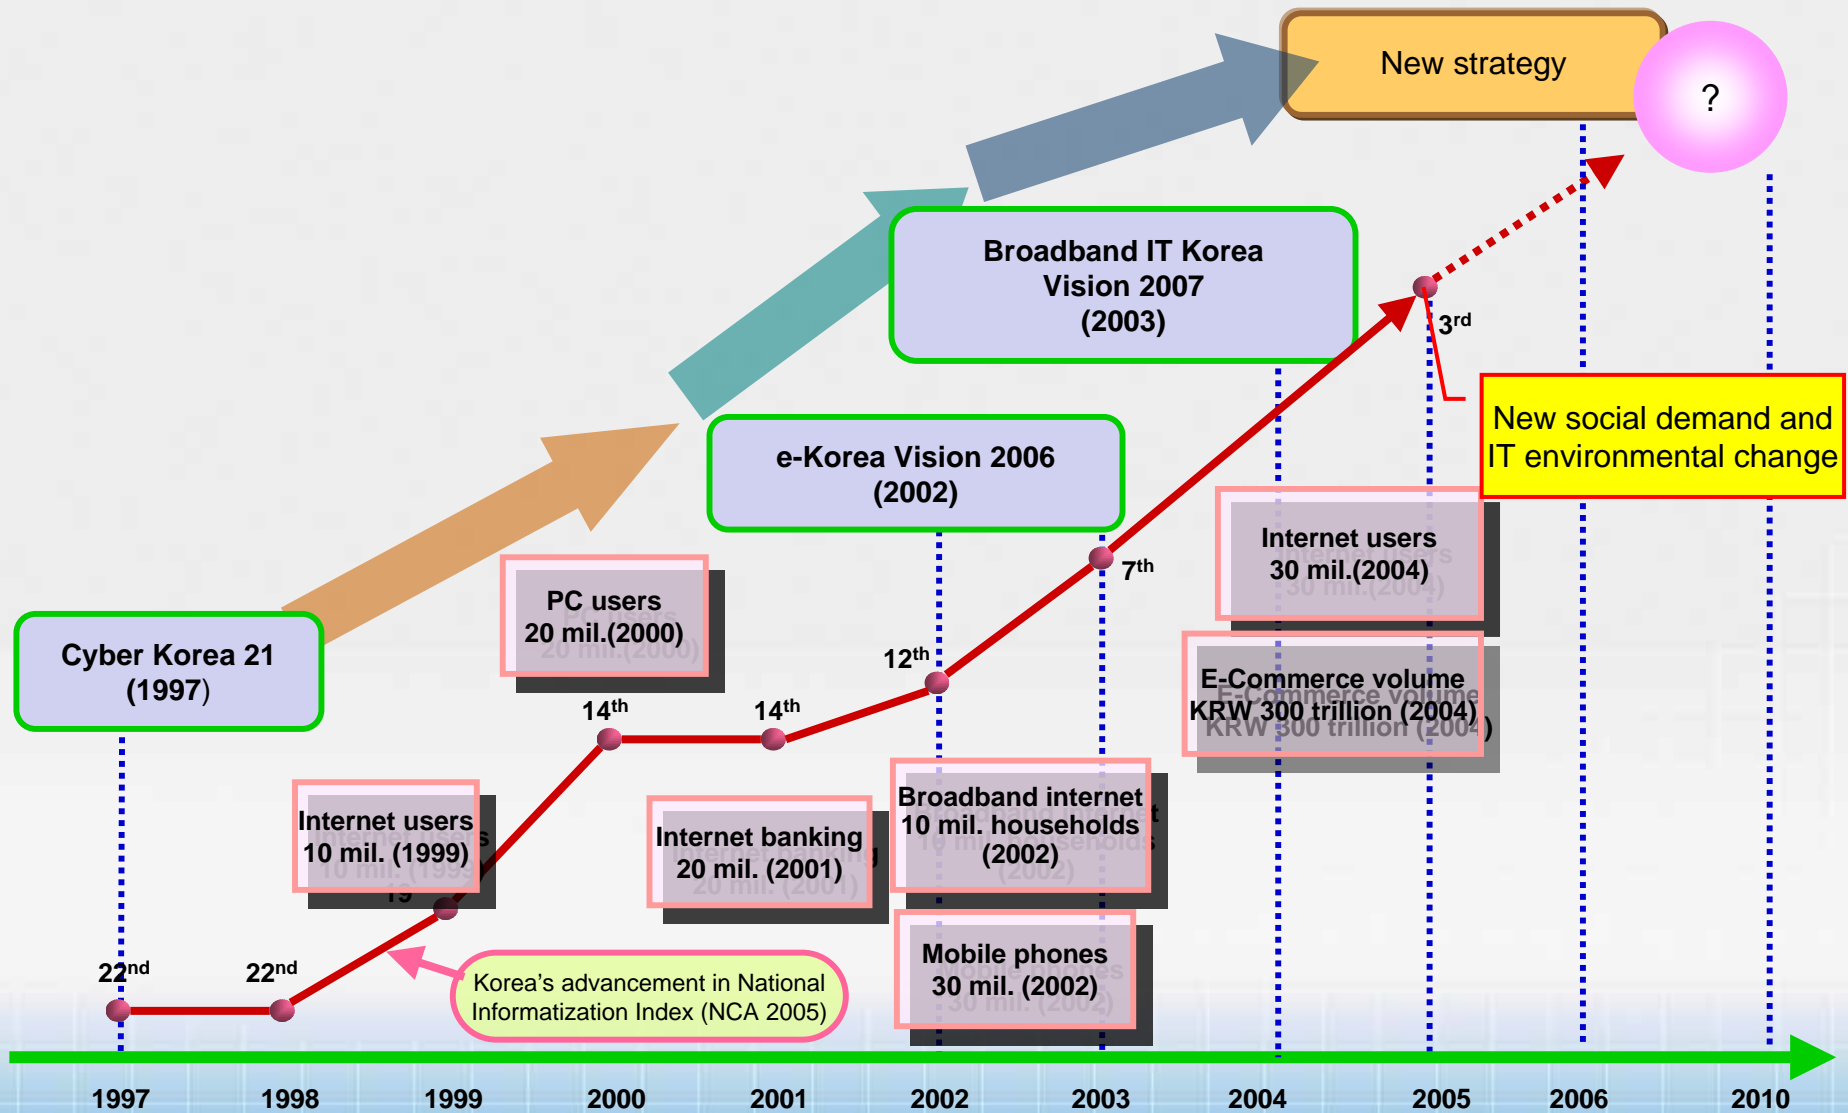 New strategy
?
Broadband IT Korea
Vision 2007
(2003)
3rd
New social demand and
IT environmental change
e-Korea Vision 2006
(2002)
7th
Internet users
30 mil.(2004)
PC users
20 mil.(2000)
Cyber Korea 21
(1997)
12th
E-Commerce volume
KRW 300 trillion (2004)
14th
14th
Internet users
10 mil. (1999)
19
Internet banking
20 mil. (2001)
Broadband internet
10 mil. households
(2002)
Mobile phones
30 mil. (2002)
22nd
22nd
Korea’s advancement in National
Informatization Index (NCA 2005)
1997
1998
1999
2000
2001
2002
2003
2004
2005
2006
2010